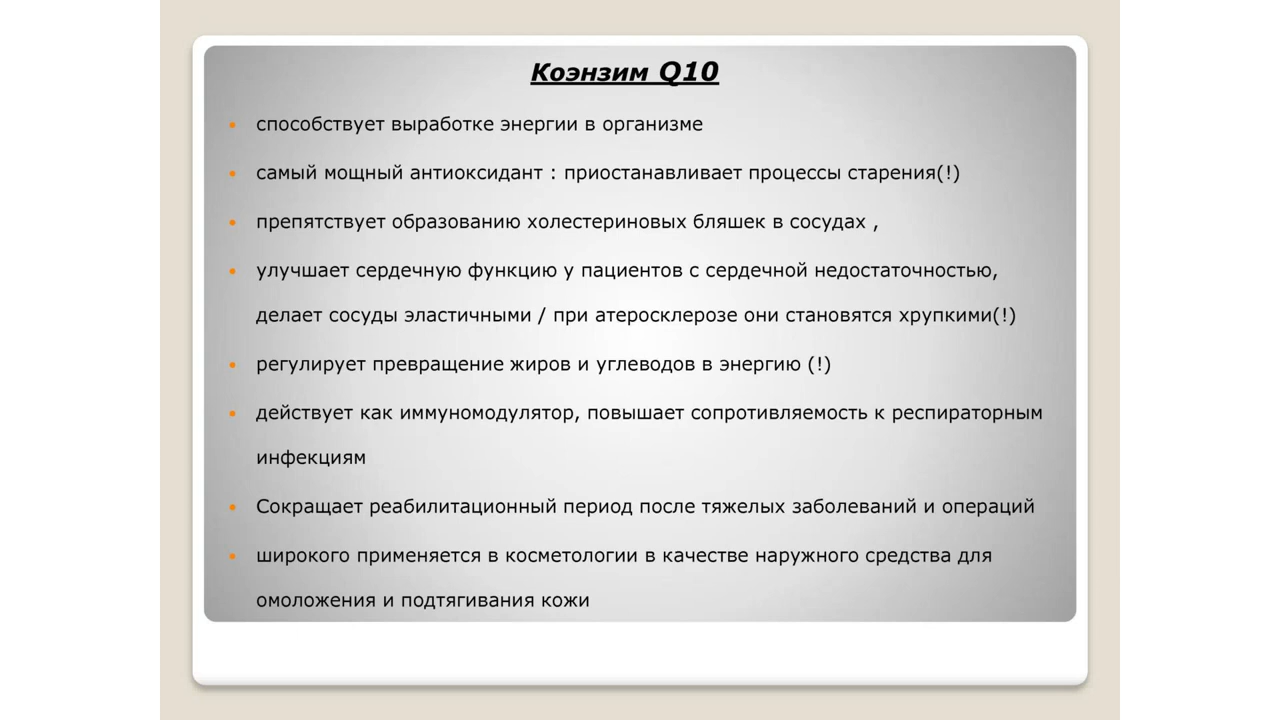 Коэнзим Q10
• способствует выработке энергии в организме
• самый мощный антиоксидант : приостанавливает процессы старения(!)
• препятствует образованию холестериновых бляшек в сосудах ,
• улучшает сердечную функцию у пациентов с сердечной недостаточностью,
делает сосуды эластичными / при атеросклерозе они становятся хрупкими(!)
• регулирует превращение жиров и углеводов в энергию (!)
• действует как иммуномодулятор, повышает сопротивляемость к респираторным
инфекциям
• Сокращает реабилитационный период после тяжелых заболеваний и операций
• широкого применяется в косметологии в качестве наружного средства для
омоложения и подтягивания кожи